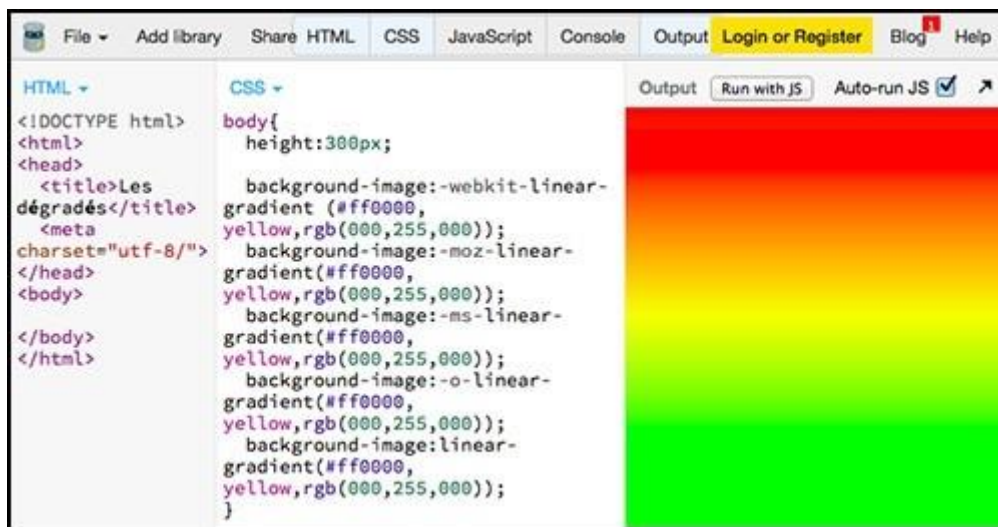 File Add library Share HTML CSS JavaScript Console Output Login or Register Blog 1 Help
HTML
<!DOCTYPE html>
<html>
<head>
<title>Les
dégradés</title>
<meta
charset="utf-8/">
</head>
<body>
</body>
</html>
CSS
body{
height:300px;
background-image:-webkit-linear-
gradient (#ff0000,
yellow,rgb(000,255,000));
background-image:-moz-linear-
gradient(#ff0000,
yellow,rgb(000,255,000));
background-image:-ms-linear-
gradient(#ff0000,
yellow,rgb(000,255,000));
background-image:-o-linear-
gradient(#ff0000,
yellow,rgb(000,255,000));
background-image:linear-
gradient(#ff0000,
yellow,rgb(000,255,000));
}
Output Run with JS Auto-run JS